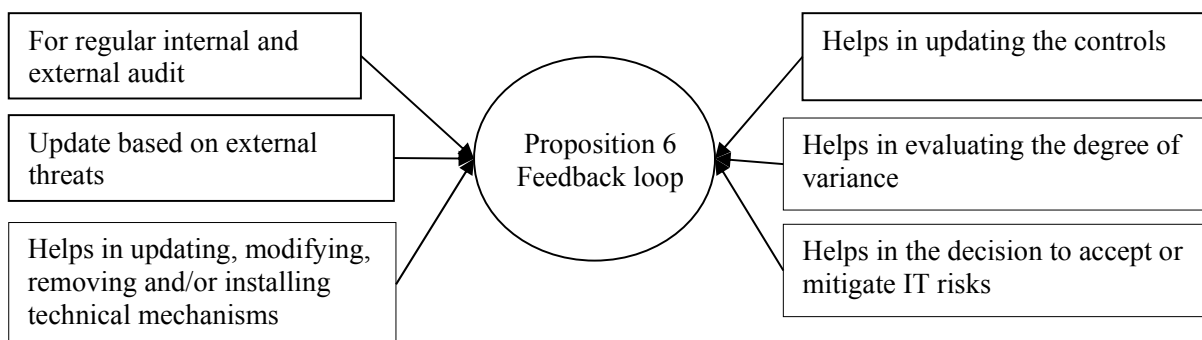 For regular internal and
external audit
Update based on external
threats
Helps in updating, modifying,
removing and/or installing
technical mechanisms
Proposition 6
Feedback loop
Helps in updating the controls
Helps in evaluating the degree of
variance
Helps in the decision to accept or
mitigate IT risks